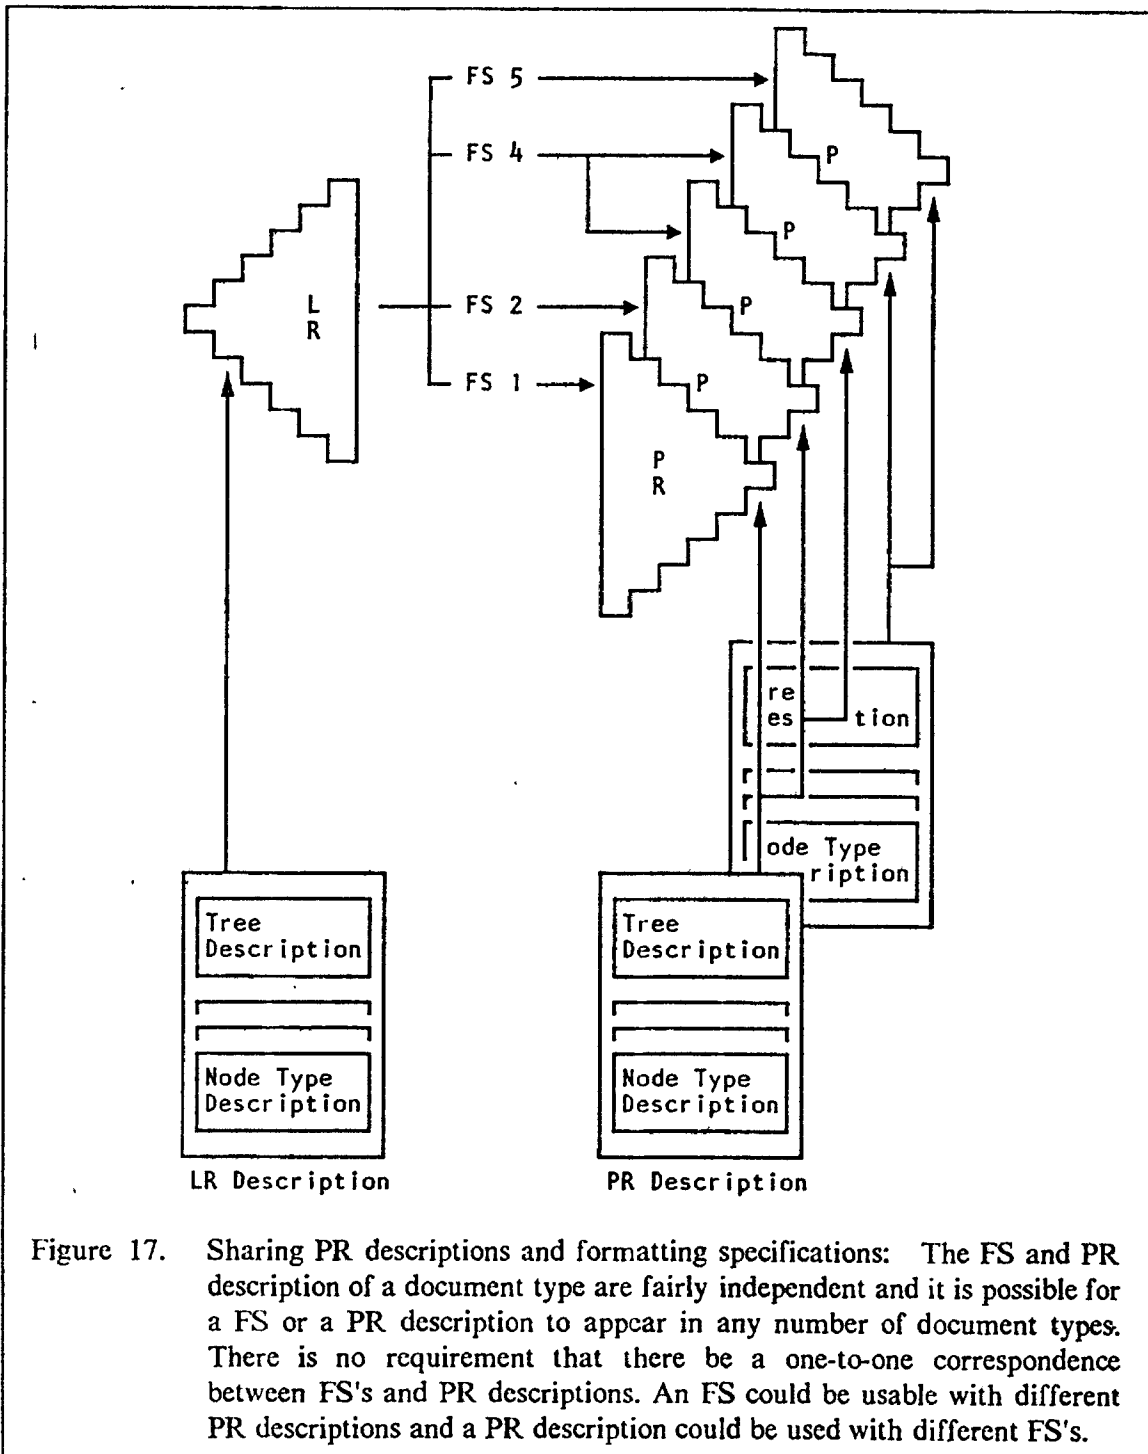 FS 5
FS 4
FS 2
FS 1
L
R
P
P
P
P
P
R
re
es tion
ode Type
ription
Tree
Description
Node Type
Description
LR Description
Tree
Description
Node Type
Description
PR Description
Figure 17. Sharing PR descriptions and formatting specifications: The FS and PR
description of a document type are fairly independent and it is possible for
a FS or a PR description to appear in any number of document types.
There is no requirement that there be a one-to-one correspondence
between FS's and PR descriptions. An FS could be usable with different
PR descriptions and a PR description could be used with different FS's.